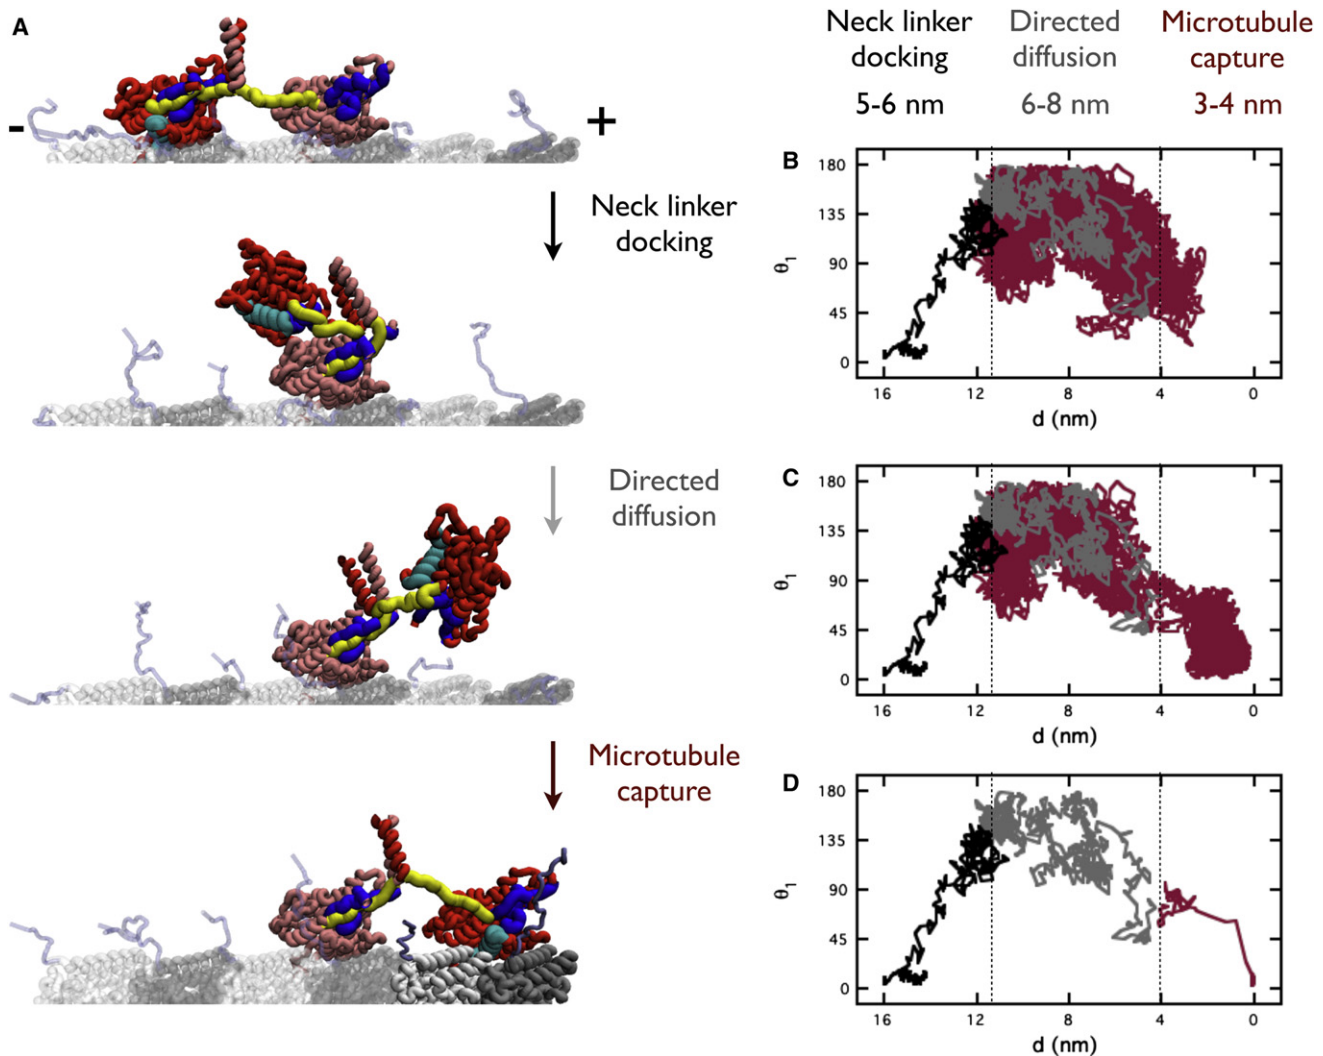 A
-
+
Neck linker
docking
Directed
diffusion
Microtubule
capture
Neck linker
docking
5-6 nm
Directed
diffusion
6-8 nm
Microtubule
capture
3-4 nm
B
180
135
90
45
0
θ1
16 12 8 4 0
d (nm)
C
180
135
90
45
0
θ1
16 12 8 4 0
d (nm)
D
180
135
90
45
0
θ1
16 12 8 4 0
d (nm)